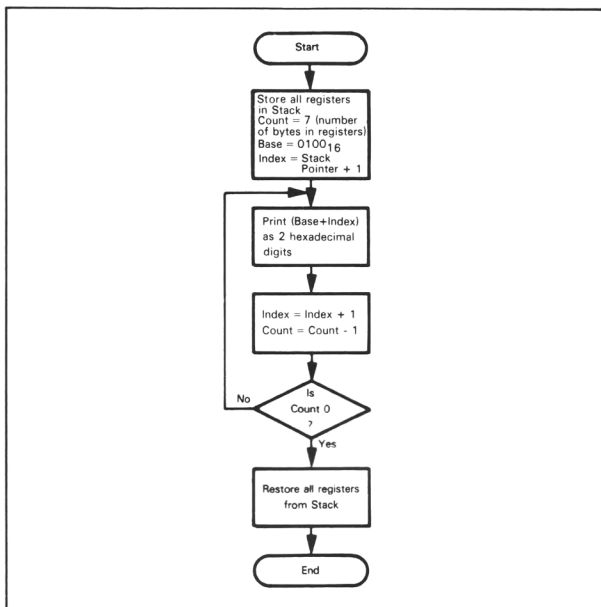 Start
Store all registers
in Stack
Count = 7 (number
of bytes in registers)
Base = 0100₁₆
Index = Stack
Pointer + 1
Print (Base+Index)
as 2 hexadecimal
digits
Index = Index + 1
Count = Count - 1
Is
Count 0
?
No
Yes
Restore all registers
from Stack
End